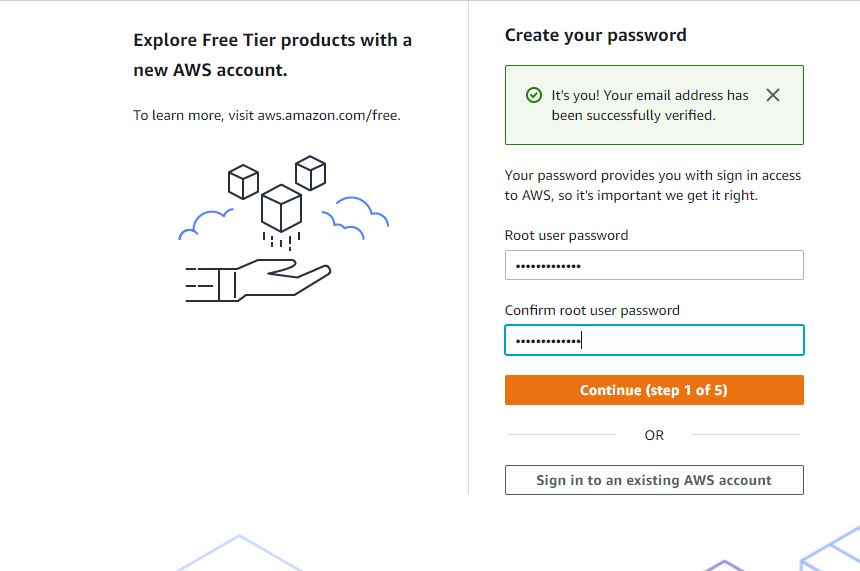 Explore Free Tier products with a
new AWS account.
To learn more, visit aws.amazon.com/free.
Create your password
It's you! Your email address has
been successfully verified.
Your password provides you with sign in access
to AWS, so it's important we get it right.
Root user password
•••••••••••••
Confirm root user password
•••••••••••••
Continue (step 1 of 5)
OR
Sign in to an existing AWS account